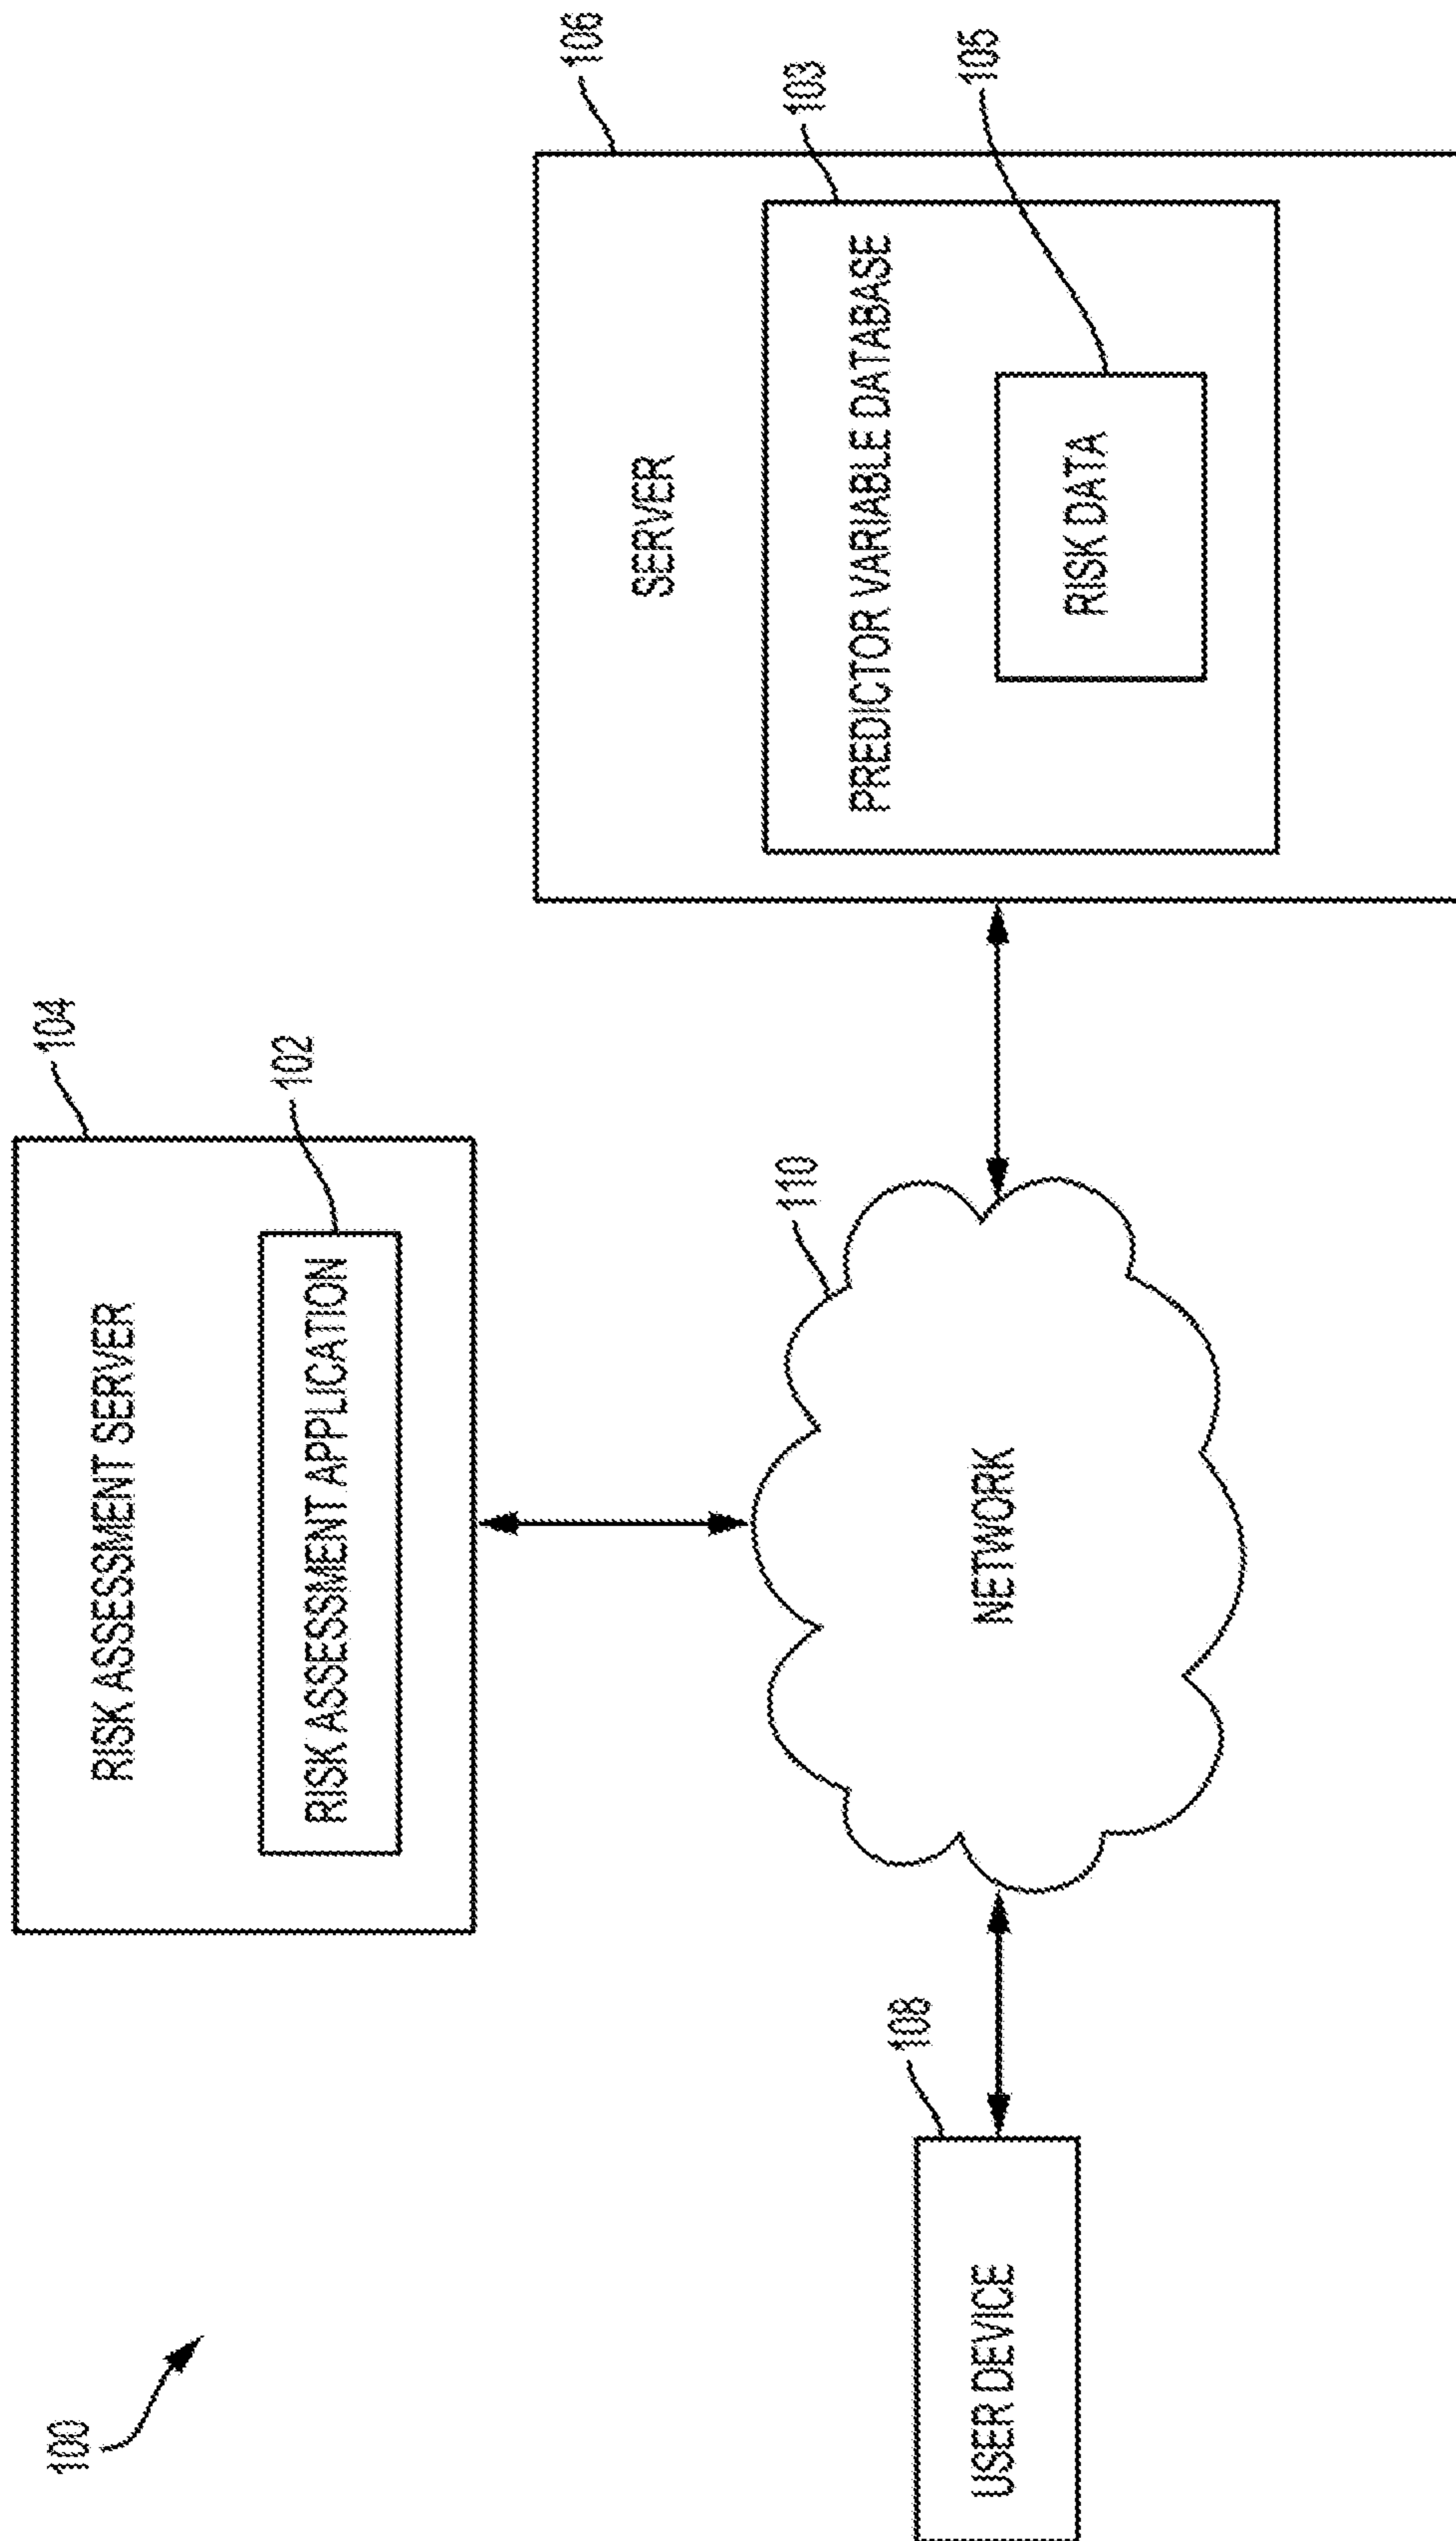 100
104
RISK ASSESSMENT SERVER
102
RISK ASSESSMENT APPLICATION
106
SERVER
103
PREDICTOR VARIABLE DATABASE
105
RISK DATA
110
NETWORK
108
USER DEVICE